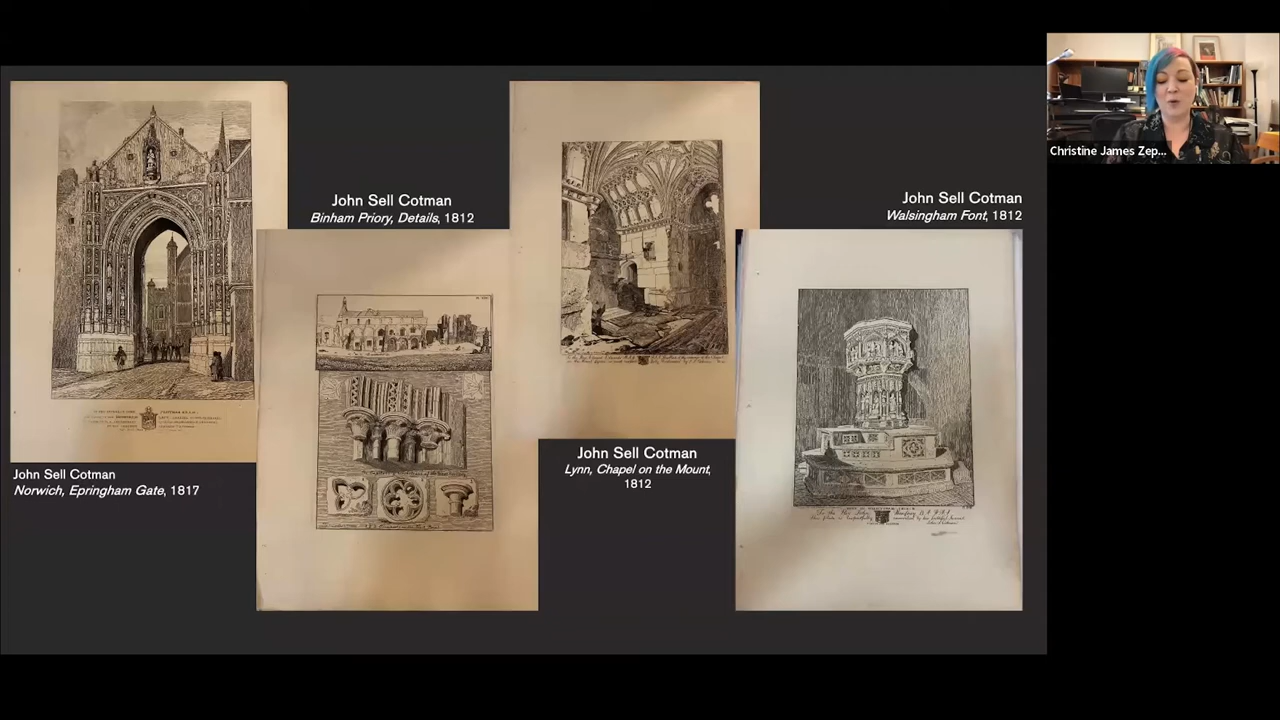 John Sell Cotman
Norwich, Epringham Gate, 1817
John Sell Cotman
Binham Priory, Details, 1812
John Sell Cotman
Lynn, Chapel on the Mount,
1812
John Sell Cotman
Walsingham Font, 1812
Christine James Zep...